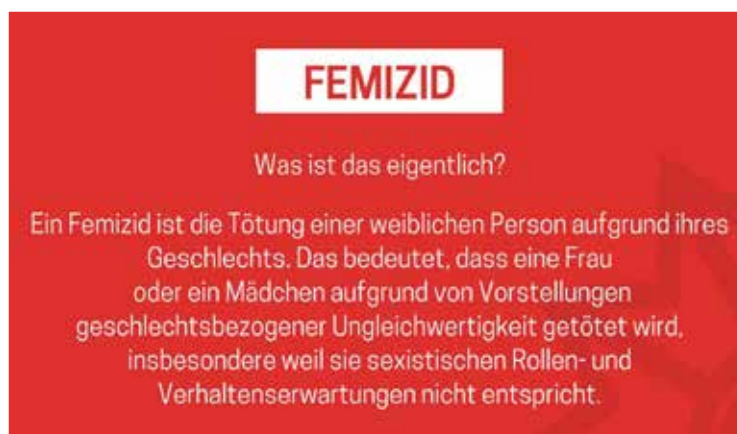 FEMIZID
Was ist das eigentlich?
Ein Femizid ist die Tötung einer weiblichen Person aufgrund ihres
Geschlechts. Das bedeutet, dass eine Frau
oder ein Mädchen aufgrund von Vorstellungen
geschlechtsbezogener Ungleichwertigkeit getötet wird,
insbesondere weil sie sexistischen Rollen- und
Verhaltenserwartungen nicht entspricht.